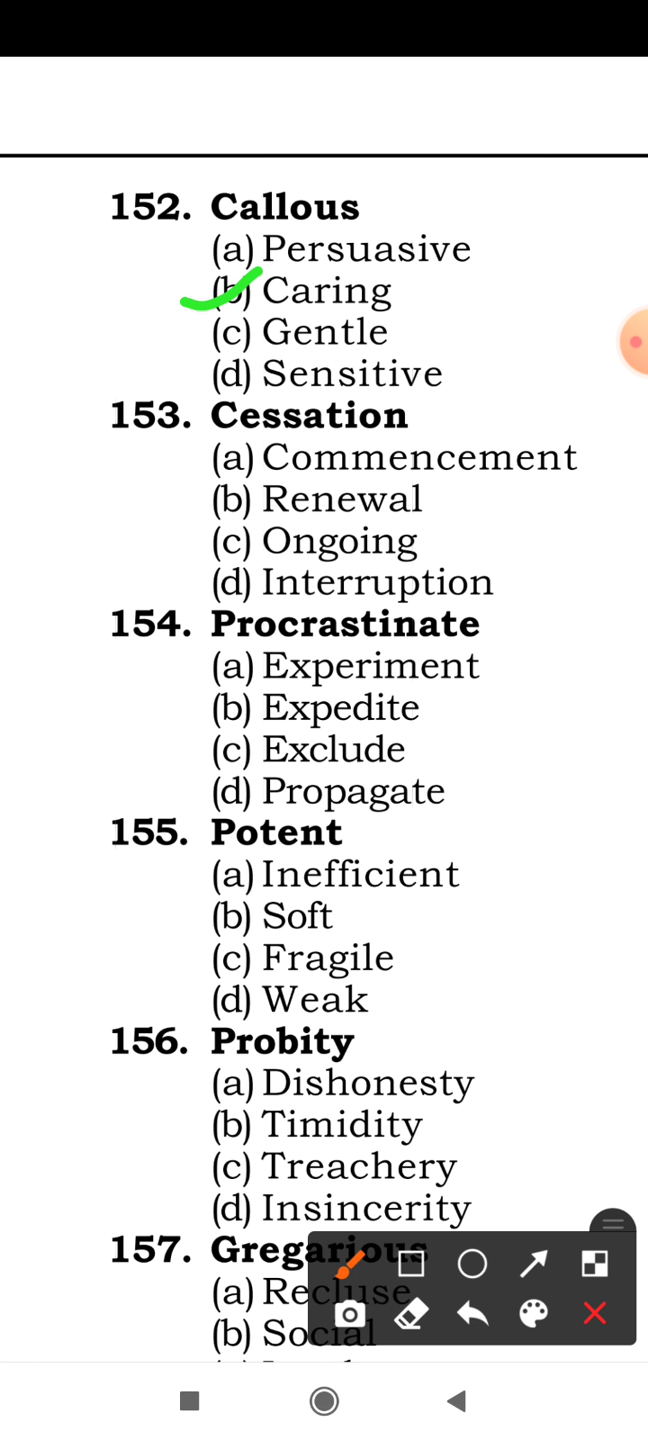 152. Callous
(a) Persuasive
(b) Caring
(c) Gentle
(d) Sensitive
153. Cessation
(a) Commencement
(b) Renewal
(c) Ongoing
(d) Interruption
154. Procrastinate
(a) Experiment
(b) Expedite
(c) Exclude
(d) Propagate
155. Potent
(a) Inefficient
(b) Soft
(c) Fragile
(d) Weak
156. Probity
(a) Dishonesty
(b) Timidity
(c) Treachery
(d) Insincerity
157. Gregarious
(a) Recluse
(b) Social